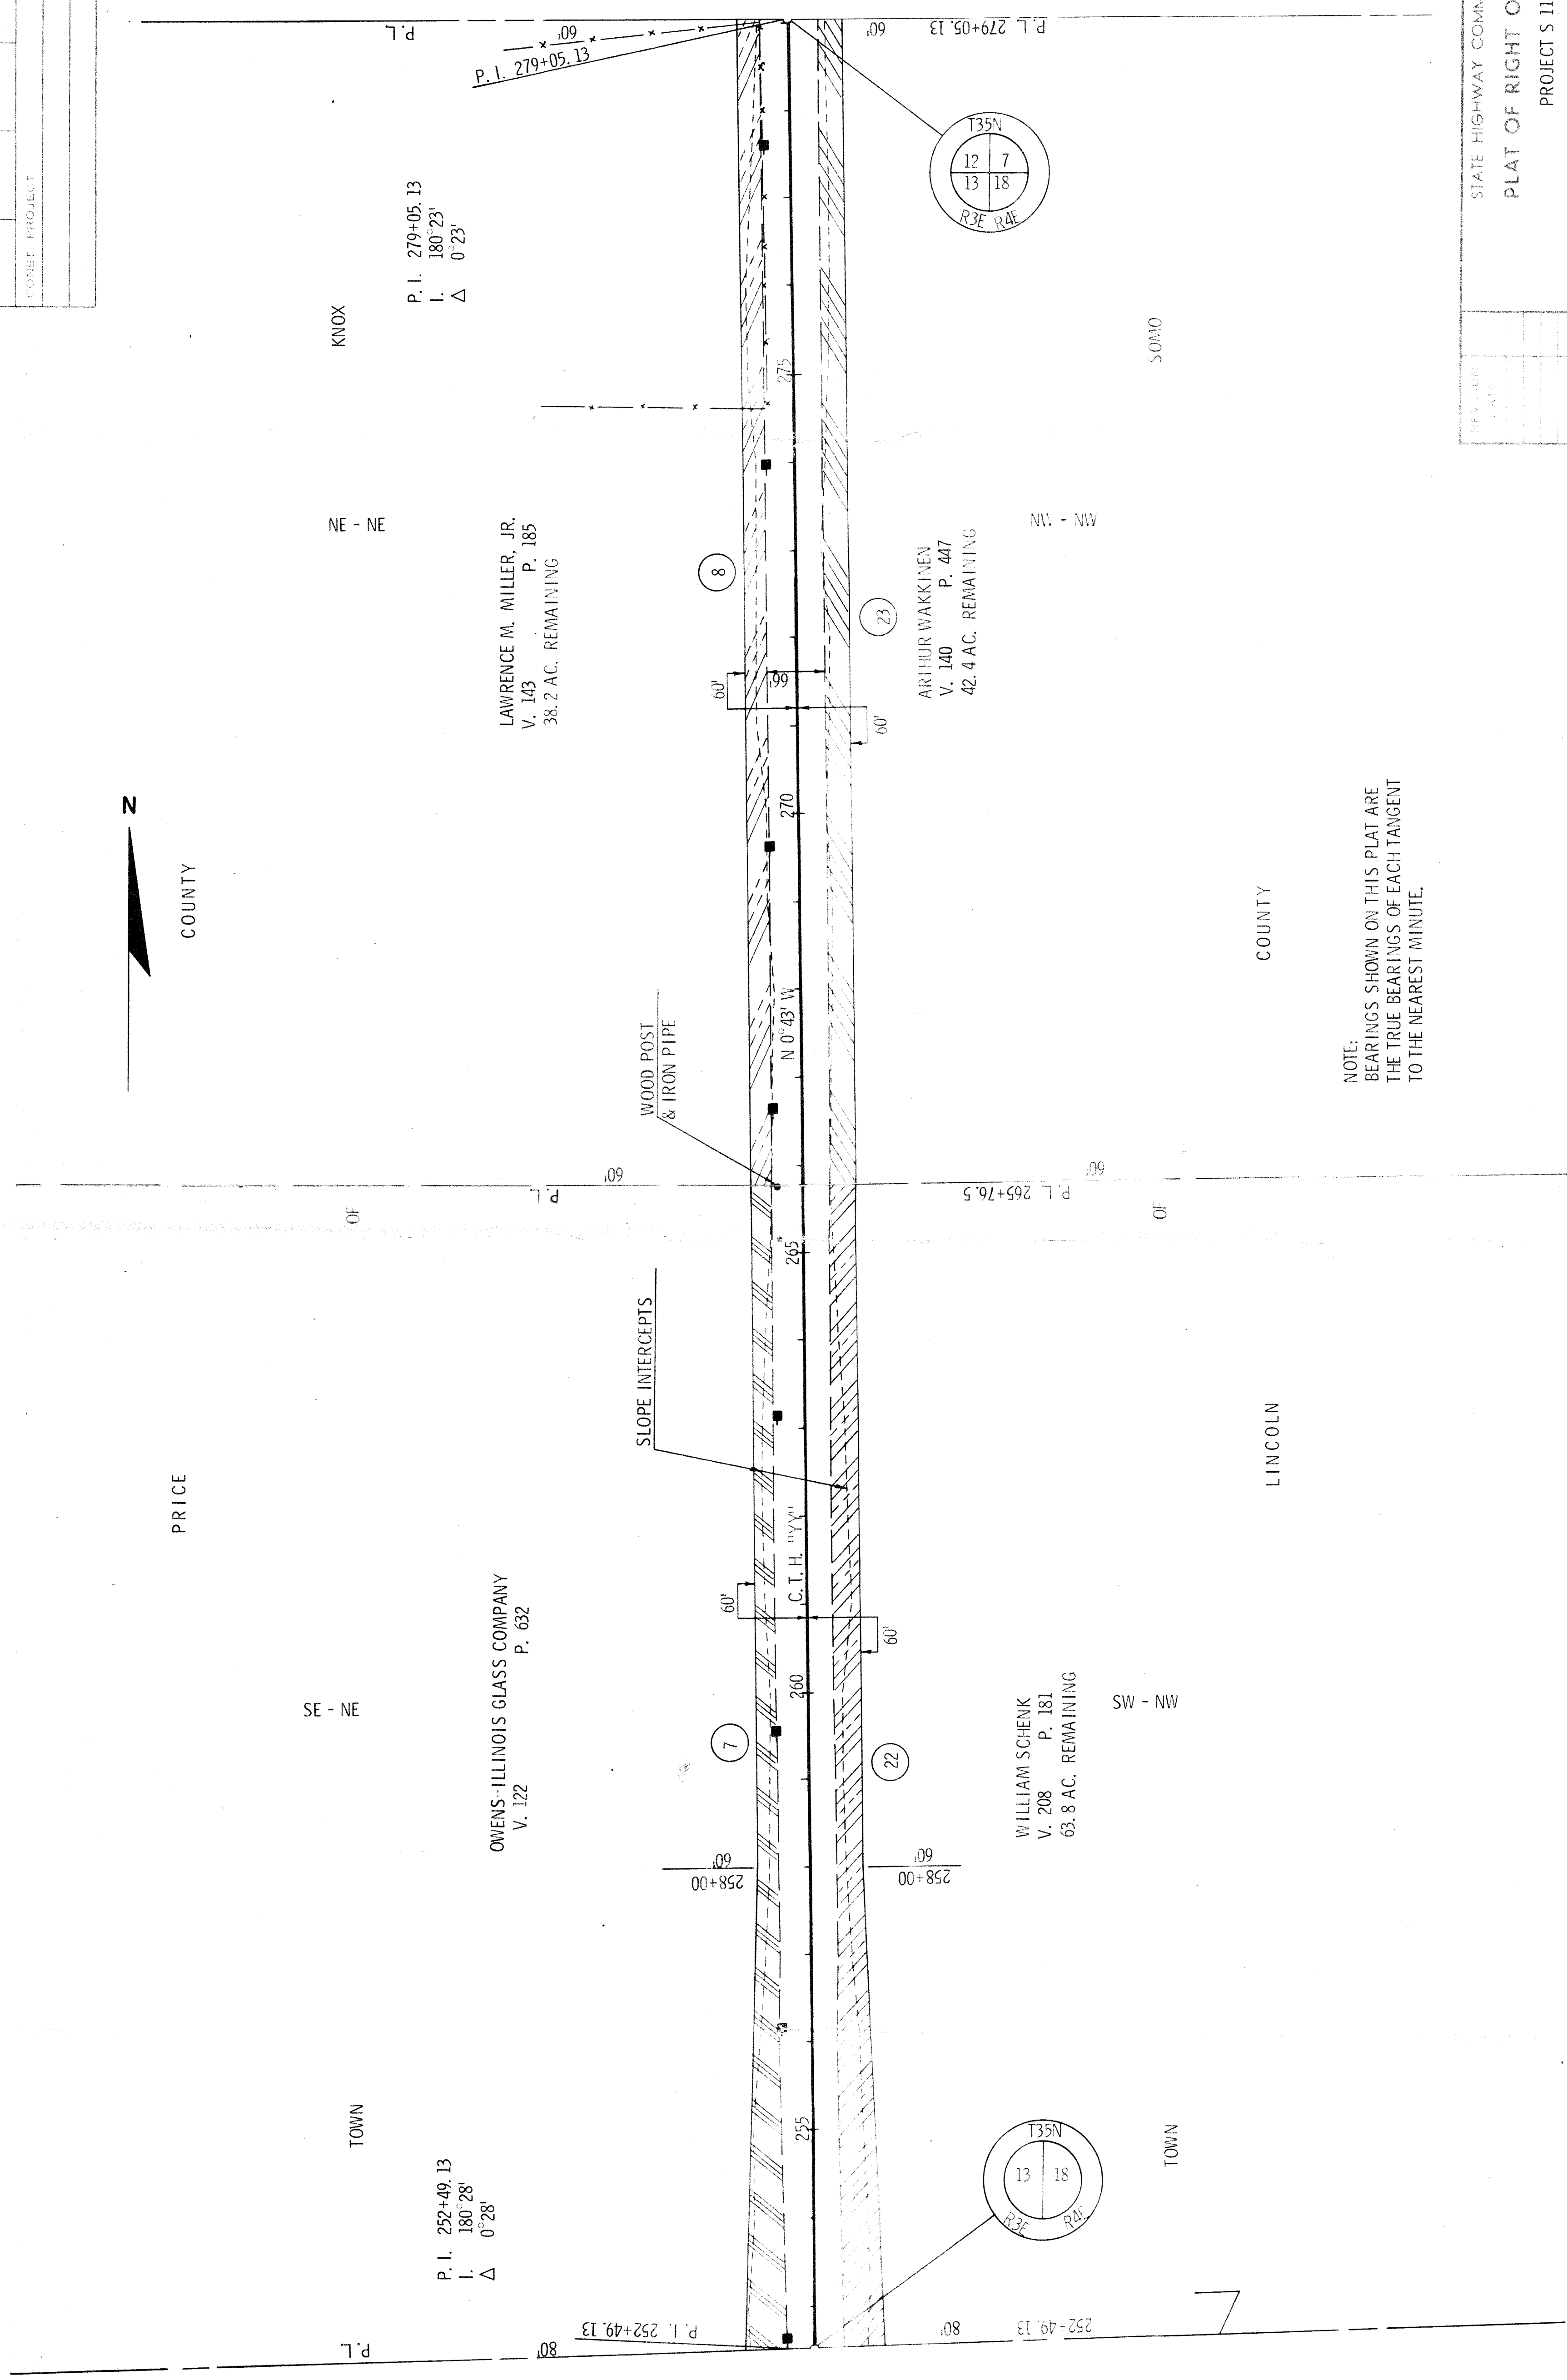 CONST. PROJECT
P.L.
60'
P. I. 279+05.13
60'
P. L. 279+05.13
T35N
12 7
13 18
R3E R4E
STATE HIGHWAY COMM
PLAT OF RIGHT O
PROJECT S 11
P. I. 279+05.13
I. 180°23'
Δ 0°23'
KNOX
SOMO
275
NE - NE
NW - NW
LAWRENCE M. MILLER, JR.
V. 143 P. 185
38.2 AC. REMAINING
8
23
ARTHUR WAKKINEN
V. 140 P. 447
42.4 AC. REMAINING
60'
66'
60'
N
COUNTY
270
COUNTY
NOTE:
BEARINGS SHOWN ON THIS PLAT ARE
THE TRUE BEARINGS OF EACH TANGENT
TO THE NEAREST MINUTE.
N 0°43' W
WOOD POST
& IRON PIPE
60'
P.L.
60'
P. L. 265+76.5
OF
OF
265
SLOPE INTERCEPTS
PRICE
LINCOLN
C. T. H. "YY"
OWENS-ILLINOIS GLASS COMPANY
V. 122 P. 632
60'
60'
SE - NE
260
WILLIAM SCHENK
V. 208 P. 181
63.8 AC. REMAINING
SW - NW
7
22
60'
258+00
60'
258+00
TOWN
TOWN
255
T35N
13 18
R3E R4E
P. I. 252+49.13
I. 180°28'
Δ 0°28'
P.L.
80'
P. I. 252+49.13
80'
252+49.13